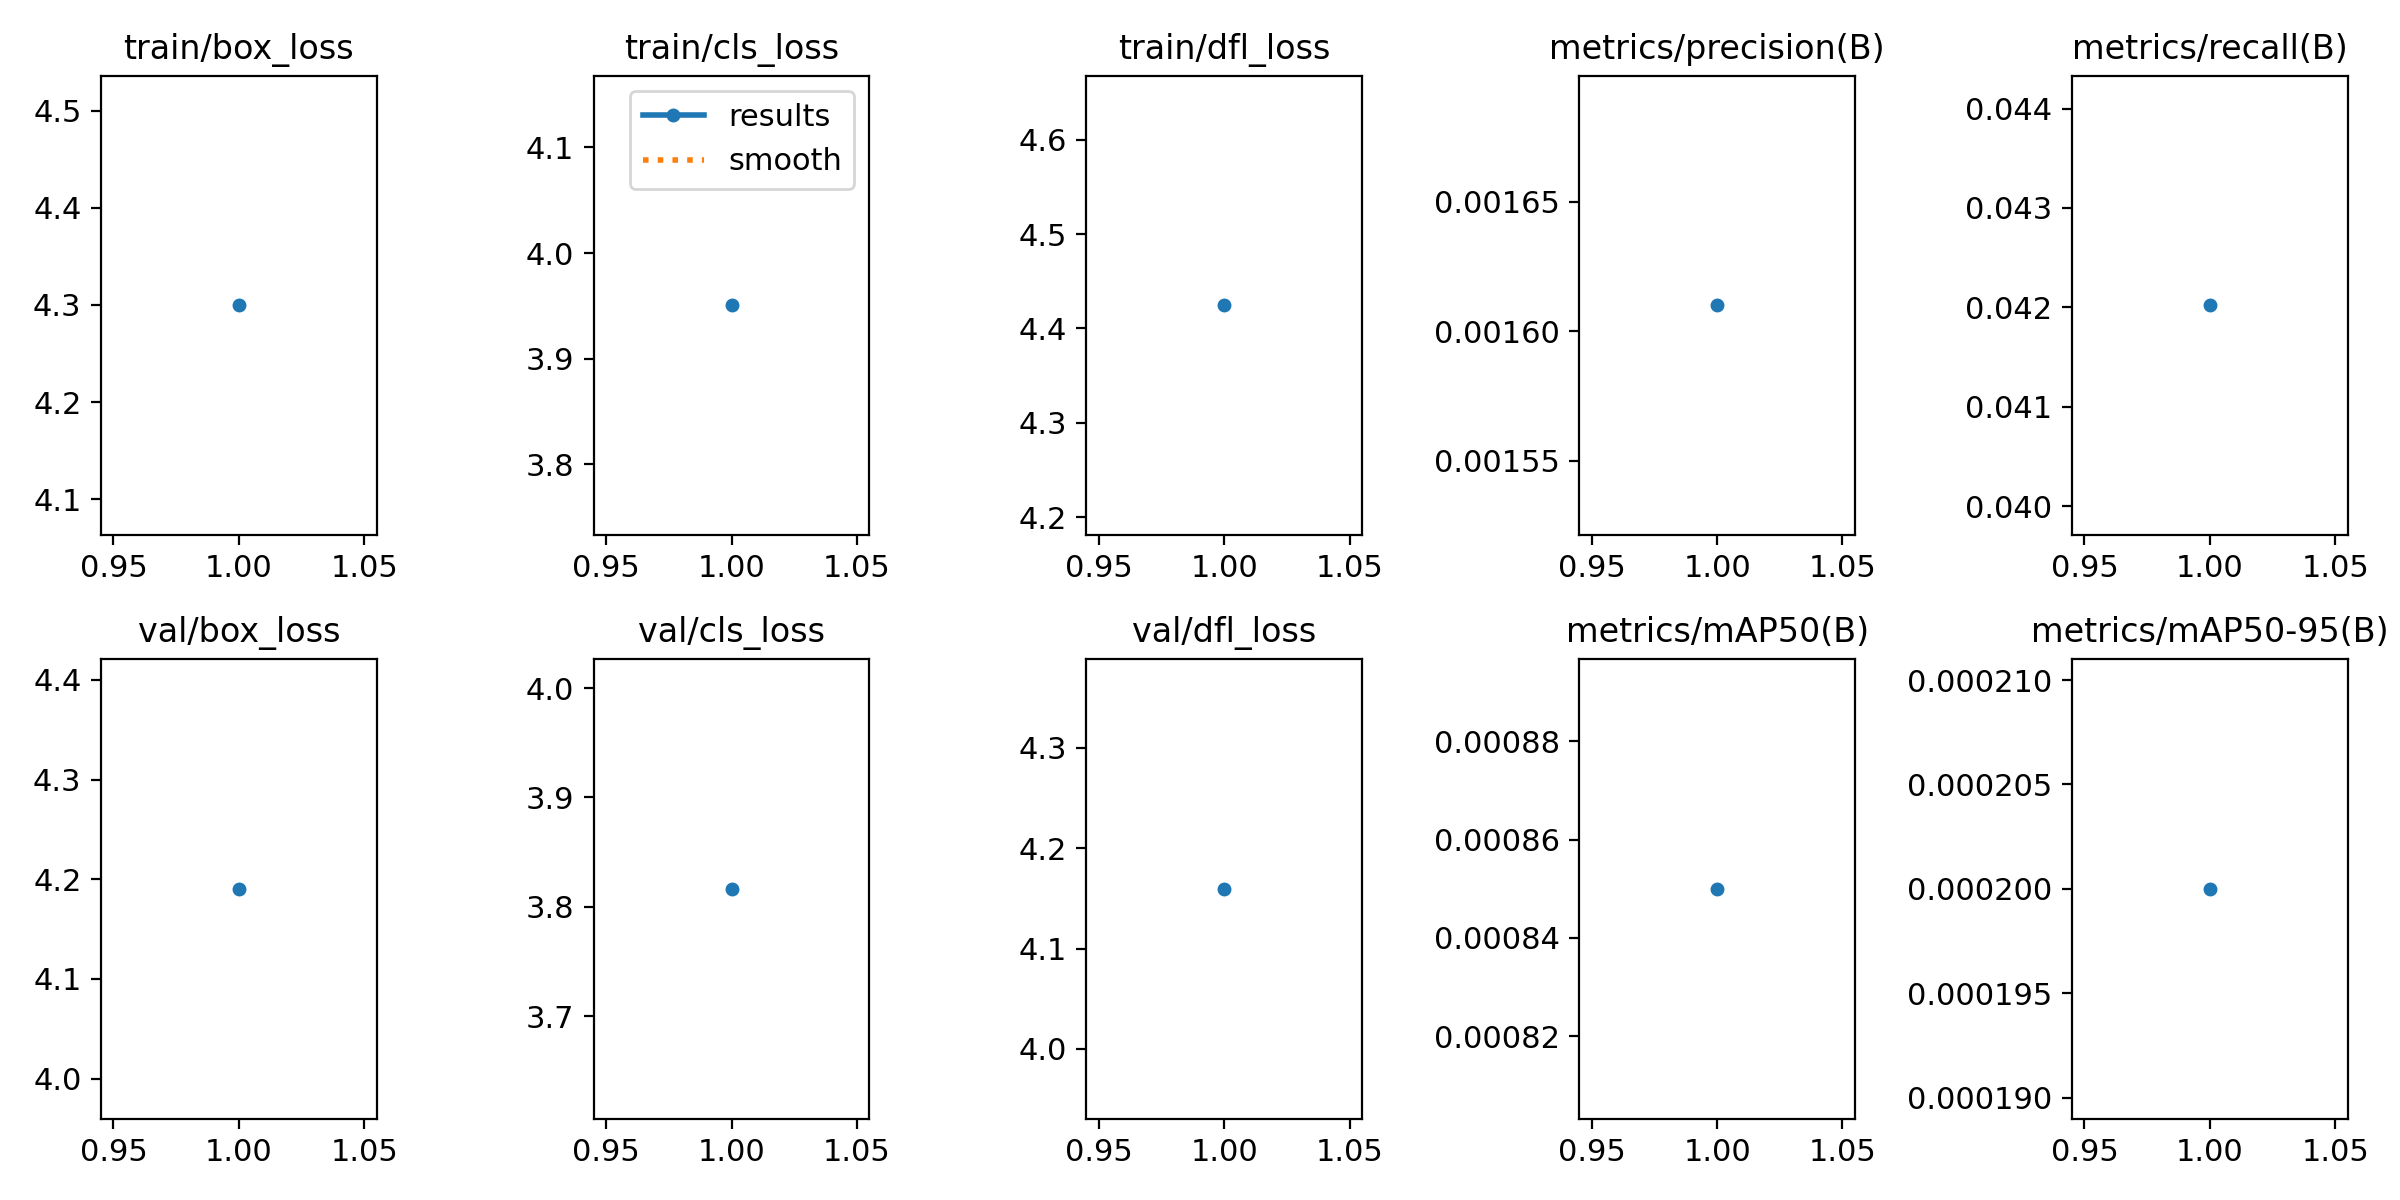 train/box_loss
4.5
4.4
4.3
4.2
4.1
0.95 1.00 1.05
train/cls_loss
results
smooth
4.1
4.0
3.9
3.8
0.95 1.00 1.05
train/dfl_loss
4.6
4.5
4.4
4.3
4.2
0.95 1.00 1.05
metrics/precision(B)
0.00165
0.00160
0.00155
0.95 1.00 1.05
metrics/recall(B)
0.044
0.043
0.042
0.041
0.040
0.95 1.00 1.05
val/box_loss
4.4
4.3
4.2
4.1
4.0
0.95 1.00 1.05
val/cls_loss
4.0
3.9
3.8
3.7
0.95 1.00 1.05
val/dfl_loss
4.3
4.2
4.1
4.0
0.95 1.00 1.05
metrics/mAP50(B)
0.00088
0.00086
0.00084
0.00082
0.95 1.00 1.05
metrics/mAP50-95(B)
0.000210
0.000205
0.000200
0.000195
0.000190
0.95 1.00 1.05